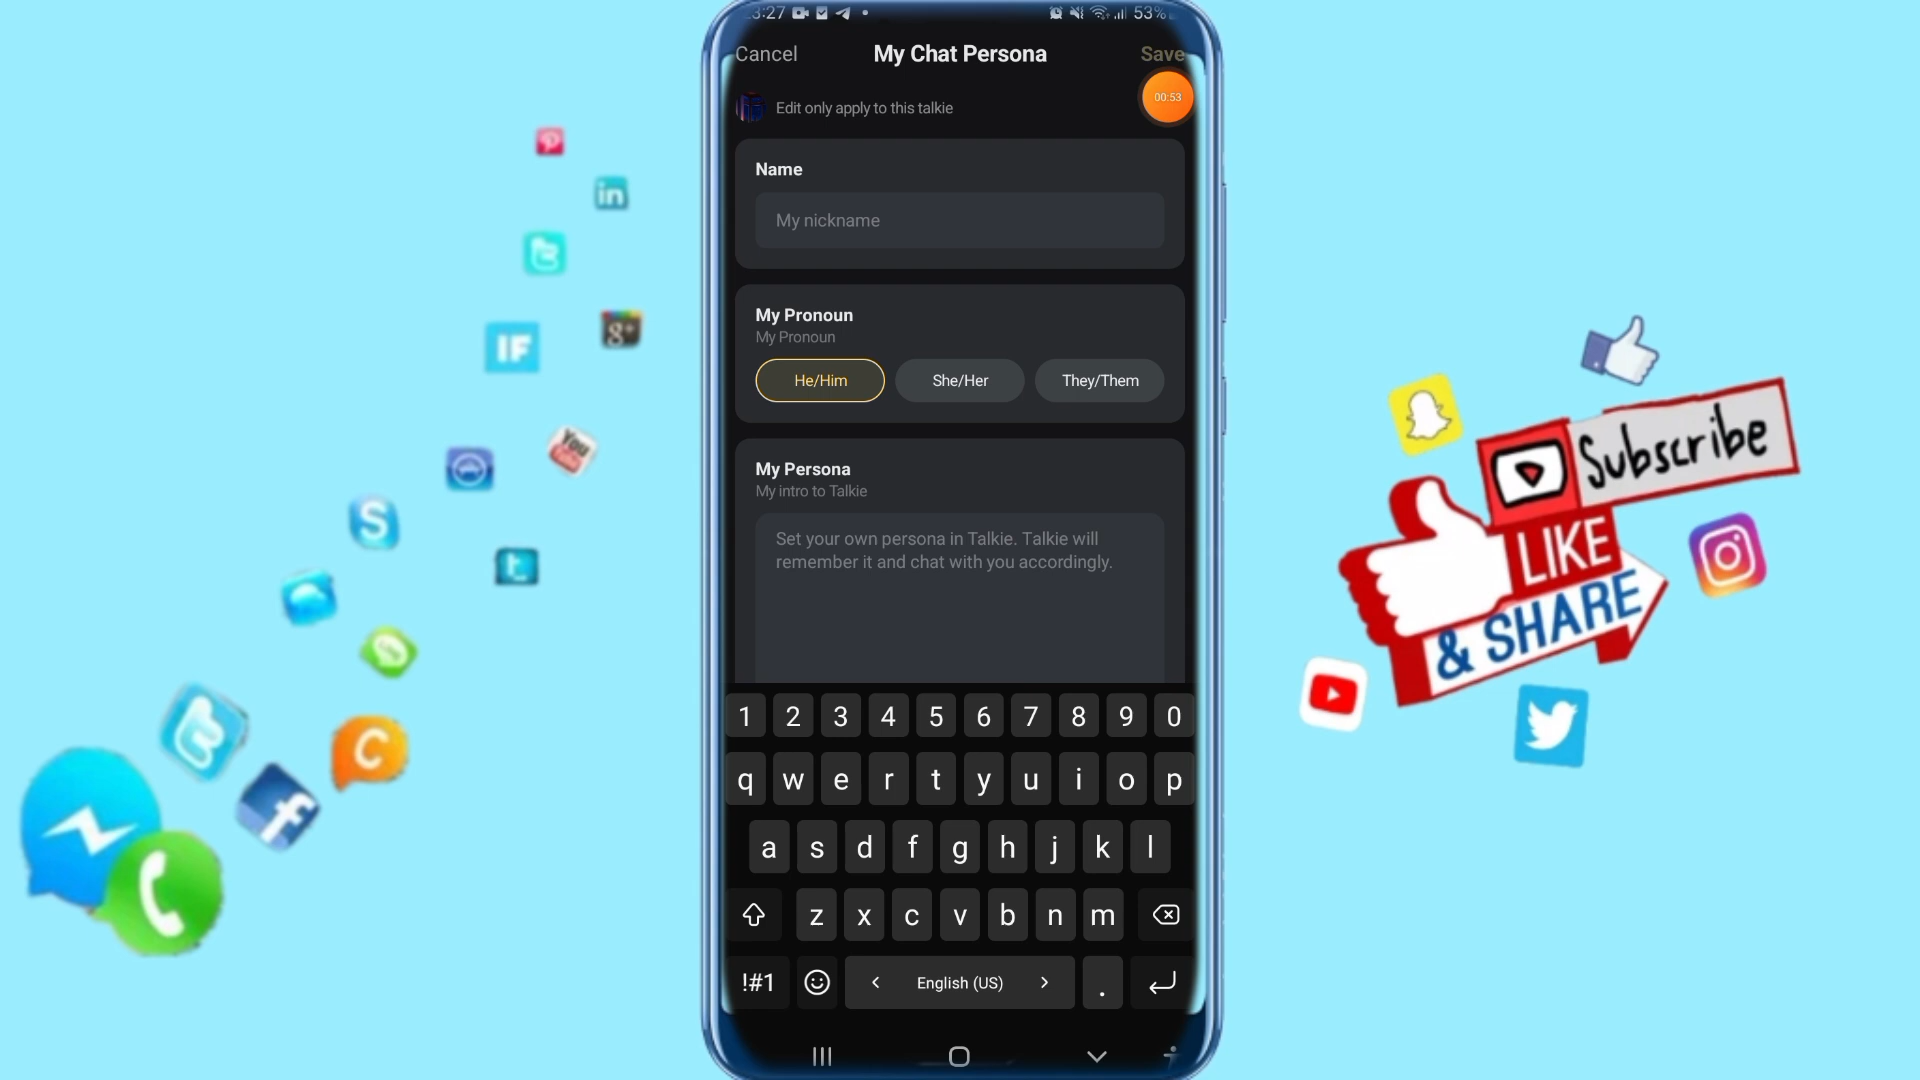 3:27
53%
Cancel
My Chat Persona
Save
00:53
Edit only apply to this talkie
Name
My nickname
My Pronoun
My Pronoun
He/Him
She/Her
They/Them
My Persona
My intro to Talkie
Set your own persona in Talkie. Talkie will
remember it and chat with you accordingly.
1 2 3 4 5 6 7 8 9 0
q w e r t y u i o p
a s d f g h j k l
z x c v b n m
!#1
English (US)
.
in
IF
g+
You
S
C
f
Subscribe
LIKE
& SHARE